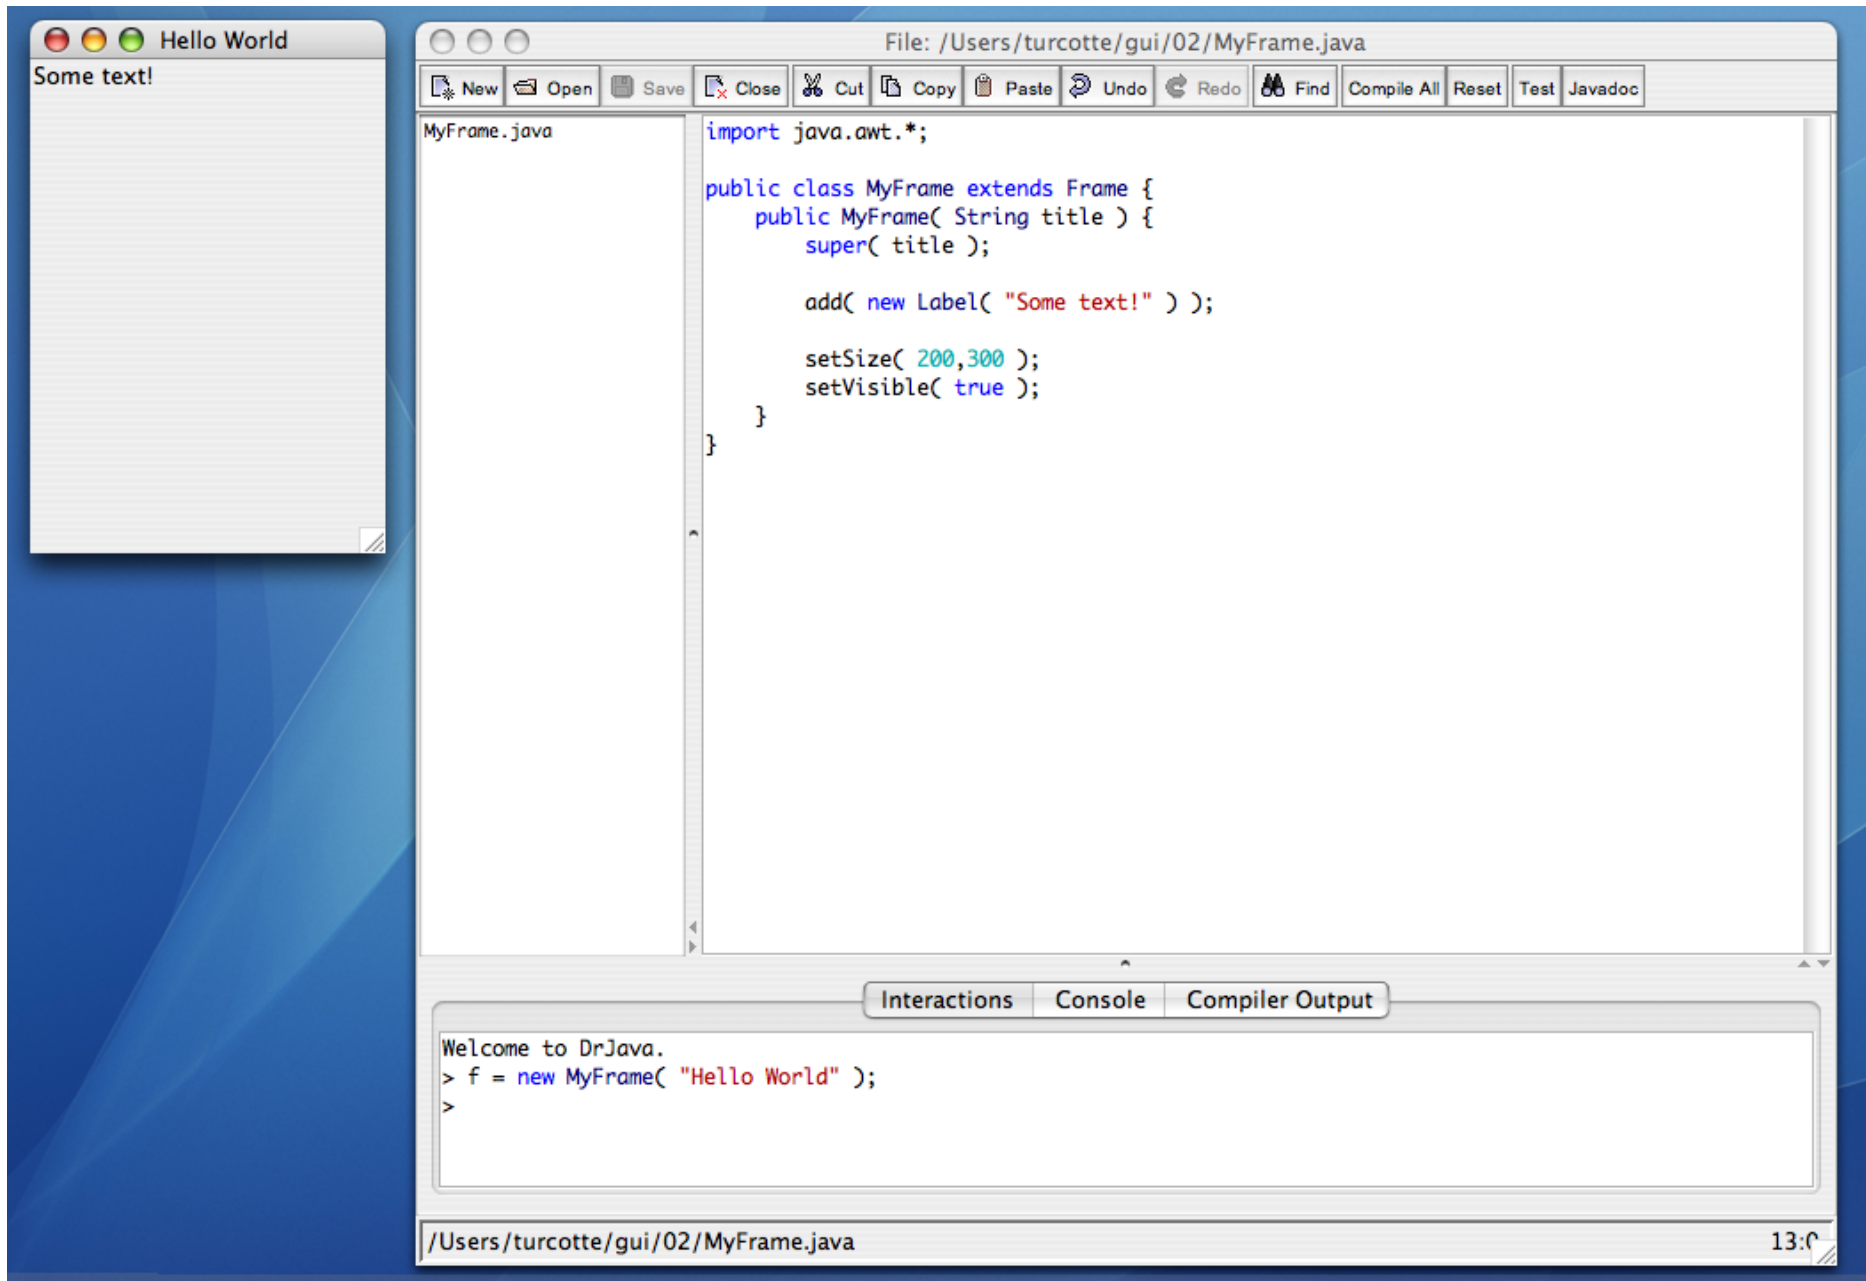 Hello World
Some text!
File: /Users/turcotte/gui/02/MyFrame.java
New Open Save Close Cut Copy Paste Undo Redo Find Compile All Reset Test Javadoc
MyFrame.java
import java.awt.*;
public class MyFrame extends Frame {
    public MyFrame( String title ) {
        super( title );
        add( new Label( "Some text!" ) );
        setSize( 200,300 );
        setVisible( true );
    }
}
Interactions Console Compiler Output
Welcome to DrJava.
> f = new MyFrame( "Hello World" );
>
/Users/turcotte/gui/02/MyFrame.java
13:0